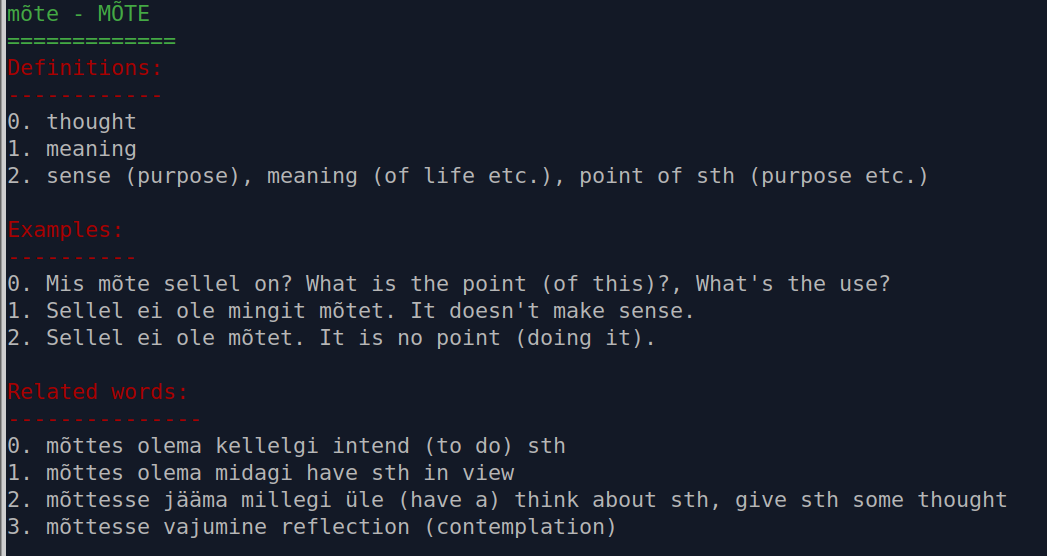 mõte - MÕTE
=============
Definitions:
------------
0. thought
1. meaning
2. sense (purpose), meaning (of life etc.), point of sth (purpose etc.)
Examples:
----------
0. Mis mõte sellel on? What is the point (of this)?, What's the use?
1. Sellel ei ole mingit mõtet. It doesn't make sense.
2. Sellel ei ole mõtet. It is no point (doing it).
Related words:
---------------
0. mõttes olema kellelgi intend (to do) sth
1. mõttes olema midagi have sth in view
2. mõttesse jääma millegi üle (have a) think about sth, give sth some thought
3. mõttesse vajumine reflection (contemplation)